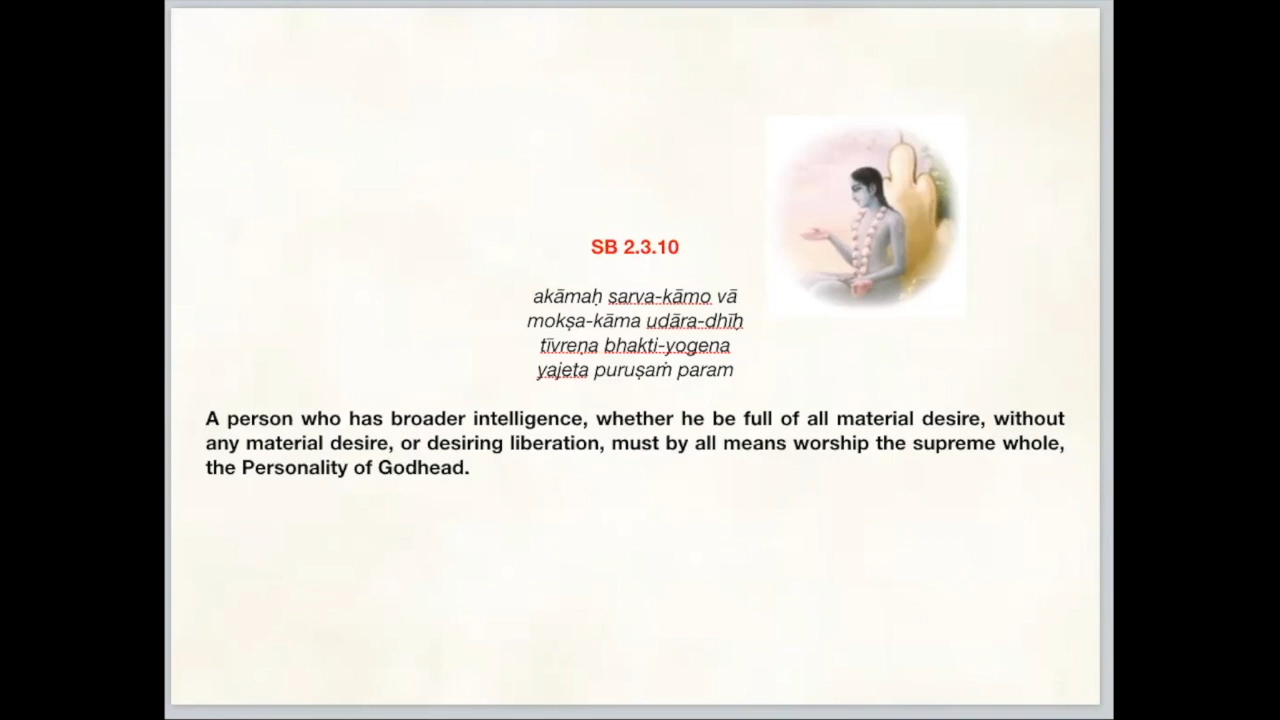 SB 2.3.10
akāmaḥ sarva-kāmo vā
mokṣa-kāma udāra-dhīḥ
tīvreṇa bhakti-yogena
yajeta puruṣaṁ param
A person who has broader intelligence, whether he be full of all material desire, without
any material desire, or desiring liberation, must by all means worship the supreme whole,
the Personality of Godhead.